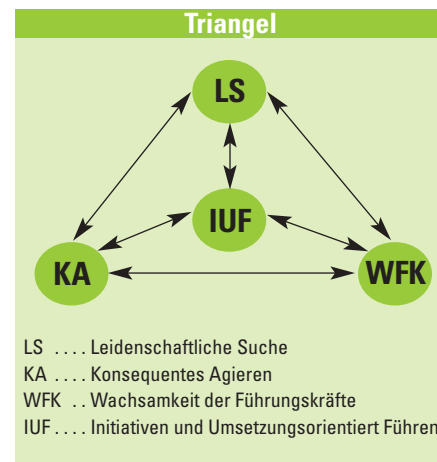 Triangel
LS
IUF
KA
WFK
LS .... Leidenschaftliche Suche
KA .... Konsequentes Agieren
WFK .. Wachsamkeit der Führungskräfte
IUF .... Initiativen und Umsetzungsorientiert Führen